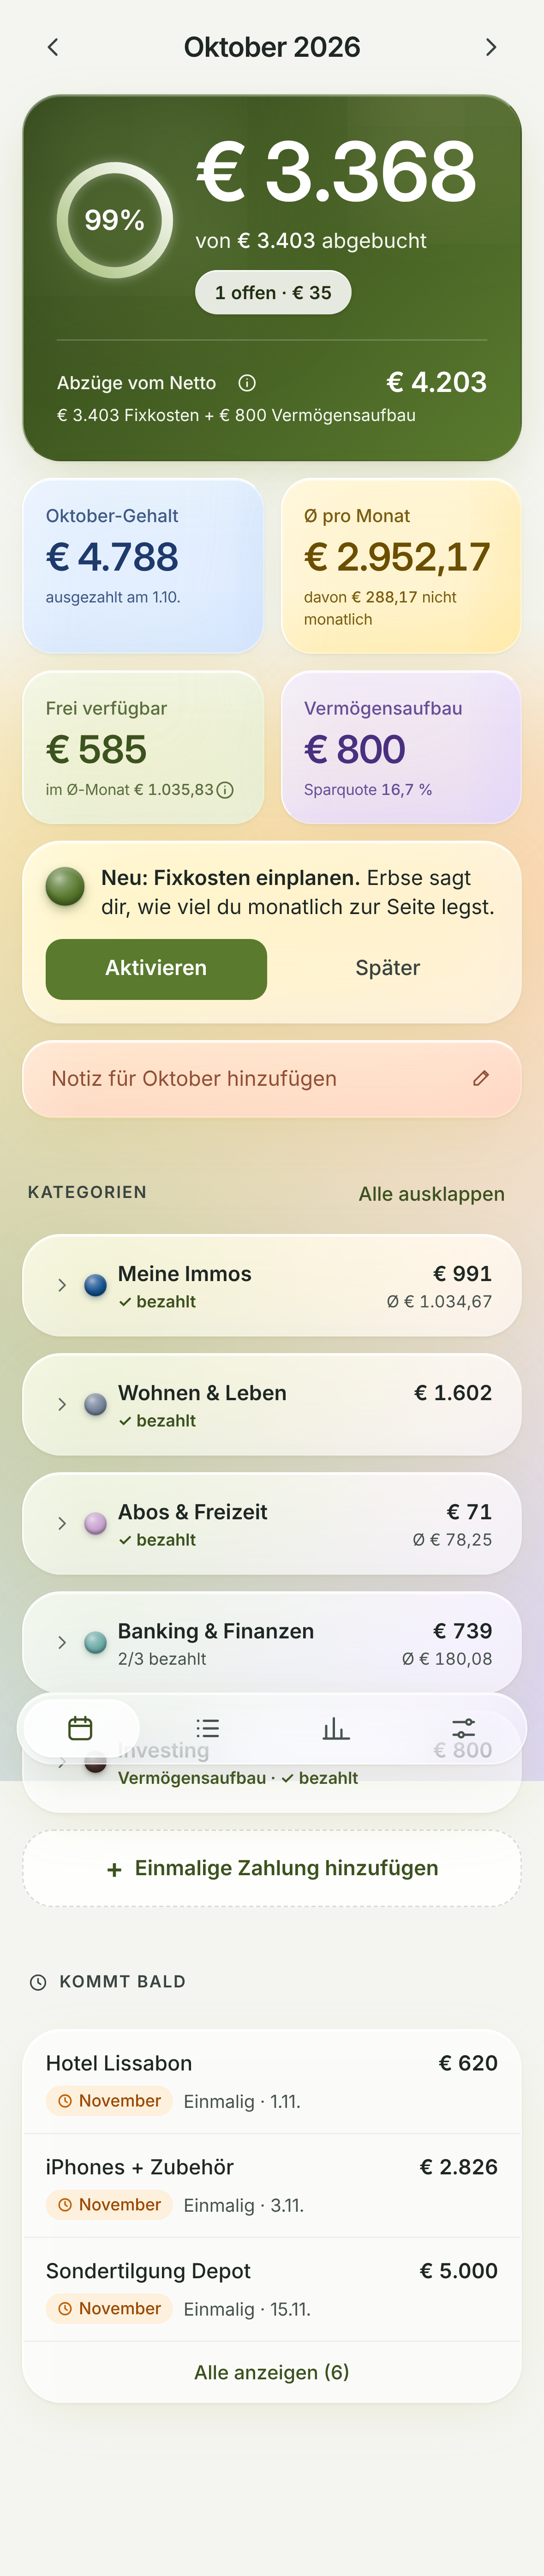 Oktober 2026
99%
€ 3.368
von € 3.403 abgebucht
1 offen · € 35
Abzüge vom Netto
€ 4.203
€ 3.403 Fixkosten + € 800 Vermögensaufbau
Oktober-Gehalt
€ 4.788
ausgezahlt am 1.10.
Ø pro Monat
€ 2.952,17
davon € 288,17 nicht
monatlich
Frei verfügbar
€ 585
im Ø-Monat € 1.035,83
Vermögensaufbau
€ 800
Sparquote 16,7 %
Neu: Fixkosten einplanen. Erbse sagt
dir, wie viel du monatlich zur Seite legst.
Aktivieren
Später
Notiz für Oktober hinzufügen
KATEGORIEN
Alle ausklappen
Meine Immos
€ 991
✓ bezahlt
Ø € 1.034,67
Wohnen & Leben
€ 1.602
✓ bezahlt
Abos & Freizeit
€ 71
✓ bezahlt
Ø € 78,25
Banking & Finanzen
€ 739
2/3 bezahlt
Ø € 180,08
Investing
€ 800
Vermögensaufbau · ✓ bezahlt
+ Einmalige Zahlung hinzufügen
KOMMT BALD
Hotel Lissabon
€ 620
November
Einmalig · 1.11.
iPhones + Zubehör
€ 2.826
November
Einmalig · 3.11.
Sondertilgung Depot
€ 5.000
November
Einmalig · 15.11.
Alle anzeigen (6)